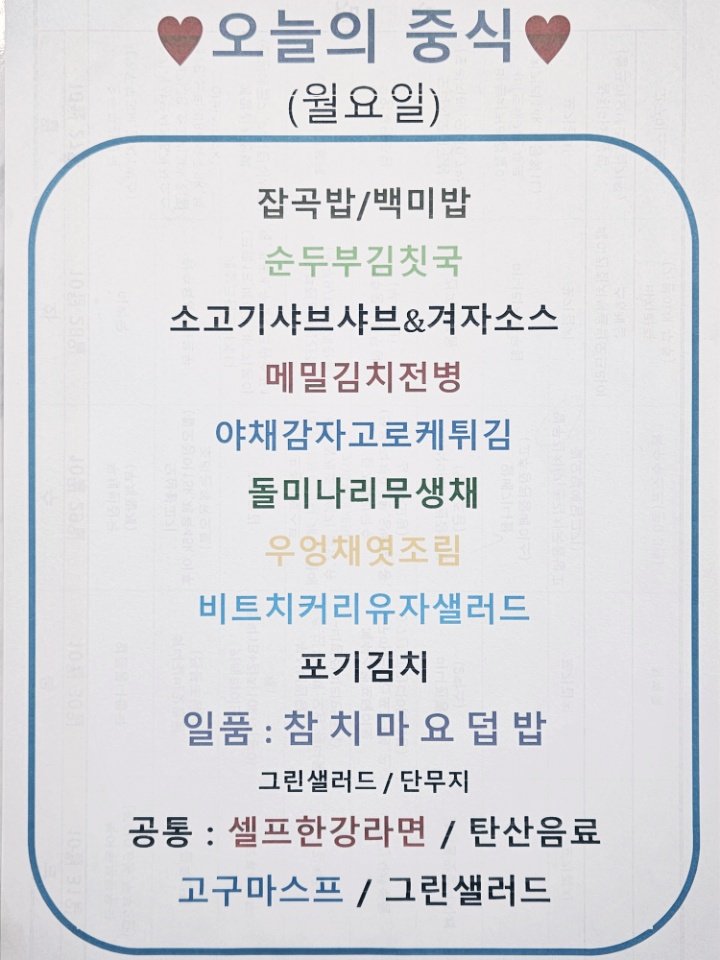 ♥오늘의 중식♥
(월요일)
잡곡밥/백미밥
순두부김칫국
소고기샤브샤브&겨자소스
메밀김치전병
야채감자고로케튀김
돌미나리무생채
우엉채엿조림
비트치커리유자샐러드
포기김치
일품 : 참 치 마 요 덥 밥
그린샐러드 / 단무지
공통 : 셀프한강라면 / 탄산음료
고구마스프 / 그린샐러드